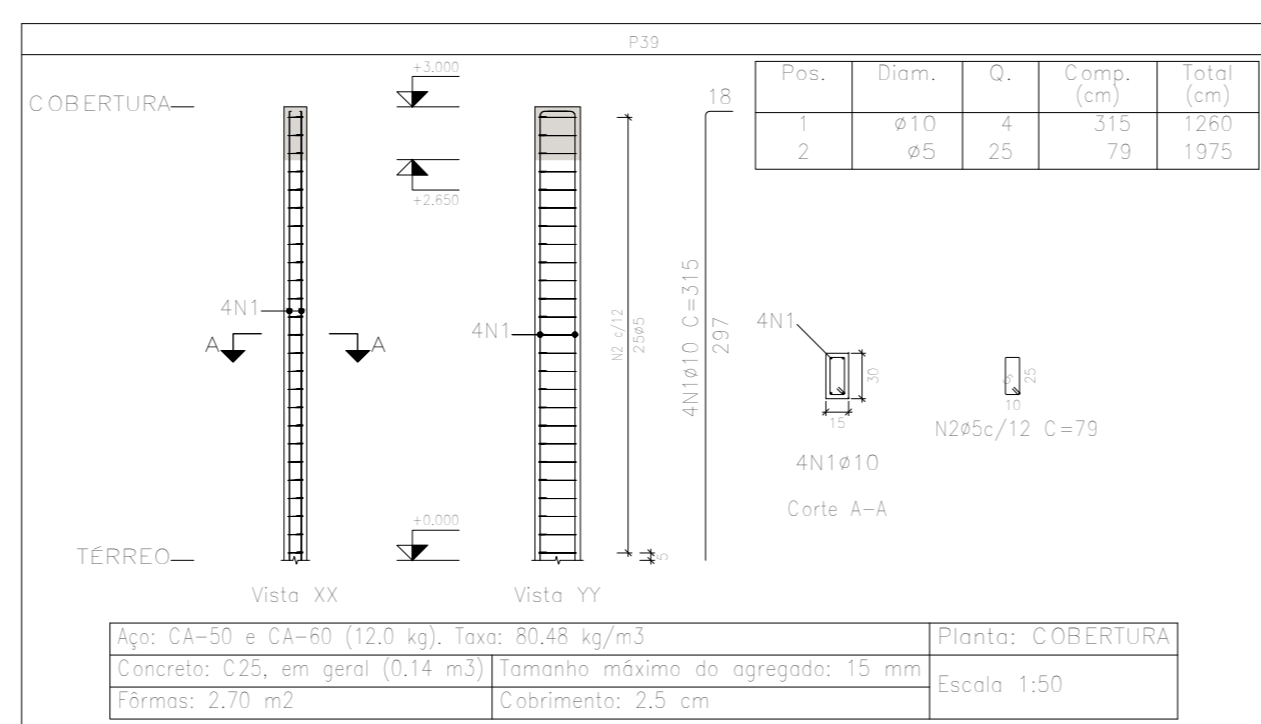 P39
COBERTURA
+3.000
+2.650
4N1
A A
+0.000
TÉRREO
Vista XX
4N1
N2 c/12
25ø5
5
Vista YY
18
4N1ø10 C=315
297
Pos. Diam. Q. Comp. (cm) Total (cm)
1 ø10 4 315 1260
2 ø5 25 79 1975
4N1
30
15
4N1ø10
Corte A-A
25
10
N2ø5c/12 C=79
Aço: CA-50 e CA-60 (12.0 kg). Taxa: 80.48 kg/m3
Planta: COBERTURA
Concreto: C25, em geral (0.14 m3) Tamanho máximo do agregado: 15 mm
Escala 1:50
Fôrmas: 2.70 m2 Cobrimento: 2.5 cm